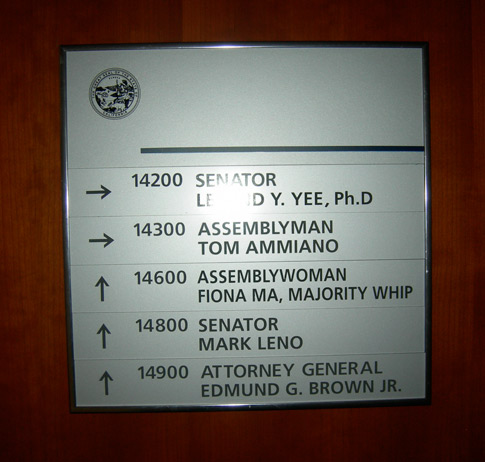 14200 SENATOR
Y. YEE, Ph.D
14300 ASSEMBLYMAN
TOM AMMIANO
14600 ASSEMBLYWOMAN
FIONA MA, MAJORITY WHIP
14800 SENATOR
MARK LENO
14900 ATTORNEY GENERAL
EDMUND G. BROWN JR.